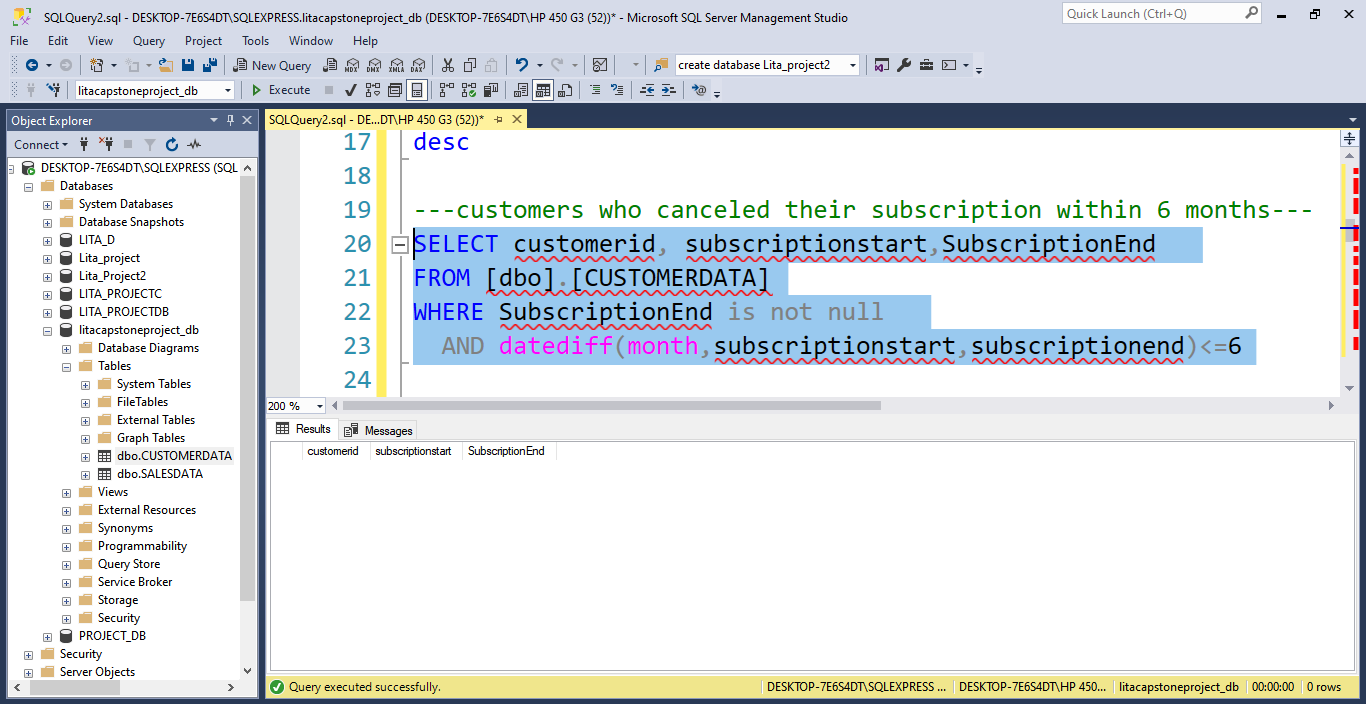 SQLQuery2.sql - DESKTOP-7E6S4DT\SQLEXPRESS.litacapstoneproject_db (DESKTOP-7E6S4DT\HP 450 G3 (52))* - Microsoft SQL Server Management Studio
Quick Launch (Ctrl+Q)
File Edit View Query Project Tools Window Help
New Query MDX DMX XMLA DAX create database Lita_project2
litacapstoneproject_db Execute
Object Explorer
SQLQuery2.sql - DE...DT\HP 450 G3 (52))*
Connect
DESKTOP-7E6S4DT\SQLEXPRESS (SQL
Databases
System Databases
Database Snapshots
LITA_D
Lita_project
Lita_Project2
LITA_PROJECTC
LITA_PROJECTDB
litacapstoneproject_db
Database Diagrams
Tables
System Tables
FileTables
External Tables
Graph Tables
dbo.CUSTOMERDATA
dbo.SALESDATA
Views
External Resources
Synonyms
Programmability
Query Store
Service Broker
Storage
Security
PROJECT_DB
Security
Server Objects
17 desc
18
19 ---customers who canceled their subscription within 6 months---
20 SELECT customerid, subscriptionstart,SubscriptionEnd
21 FROM [dbo].[CUSTOMERDATA]
22 WHERE SubscriptionEnd is not null
23 AND datediff(month,subscriptionstart,subscriptionend)<=6
24
200 %
Results Messages
customerid subscriptionstart SubscriptionEnd
Query executed successfully. DESKTOP-7E6S4DT\SQLEXPRESS ... DESKTOP-7E6S4DT\HP 450... litacapstoneproject_db 00:00:00 0 rows